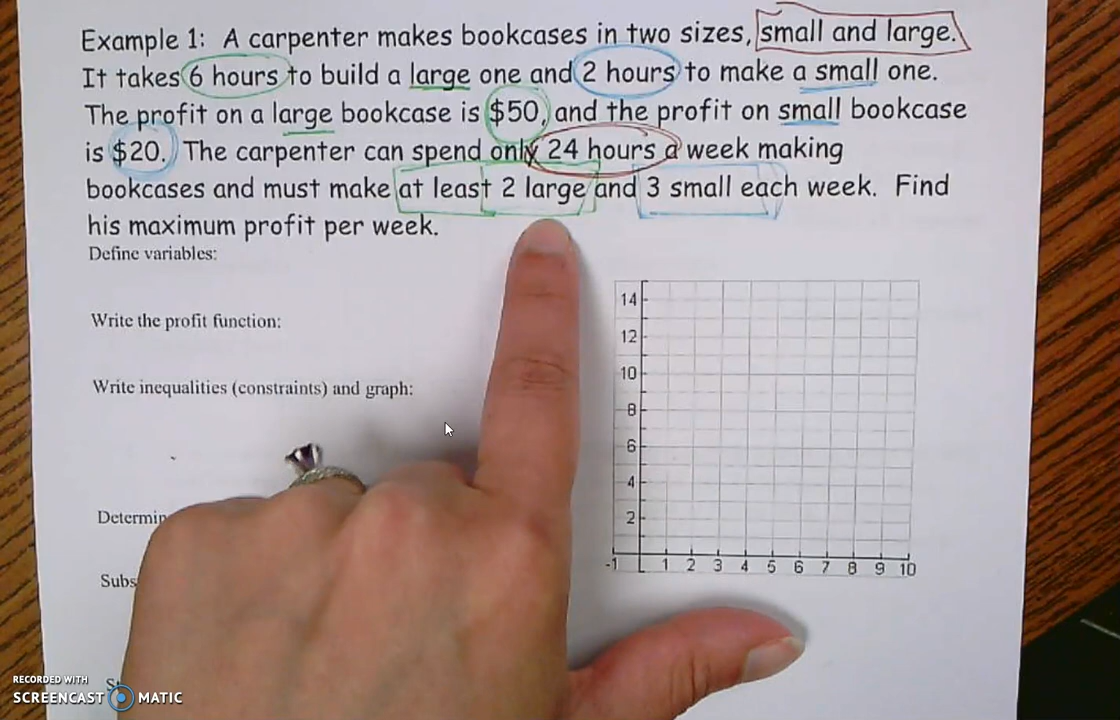 Example 1: A carpenter makes bookcases in two sizes, small and large.
It takes 6 hours to build a large one and 2 hours to make a small one.
The profit on a large bookcase is $50, and the profit on small bookcase
is $20. The carpenter can spend only 24 hours a week making
bookcases and must make at least 2 large and 3 small each week. Find
his maximum profit per week.
Define variables:
Write the profit function:
Write inequalities (constraints) and graph:
14
12
10
8
6
4
2
-1 1 2 3 4 5 6 7 8 9 10
RECORDED WITH
SCREENCAST MATIC